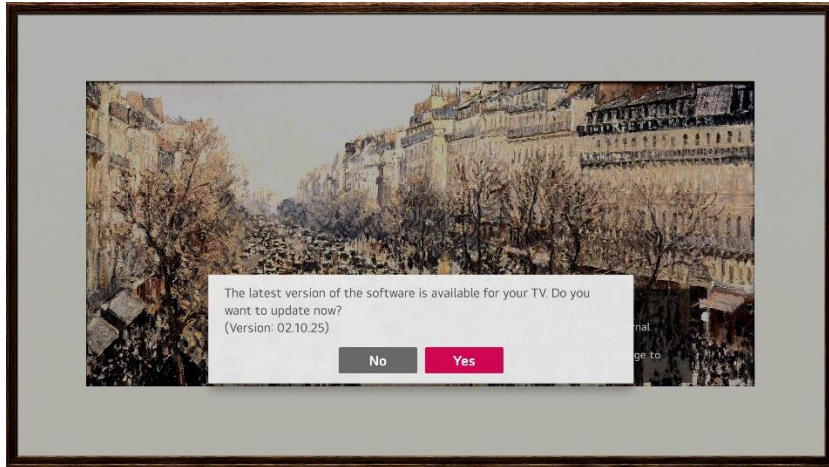 The latest version of the software is available for your TV. Do you
want to update now?
(Version: 02.10.25)
No
Yes